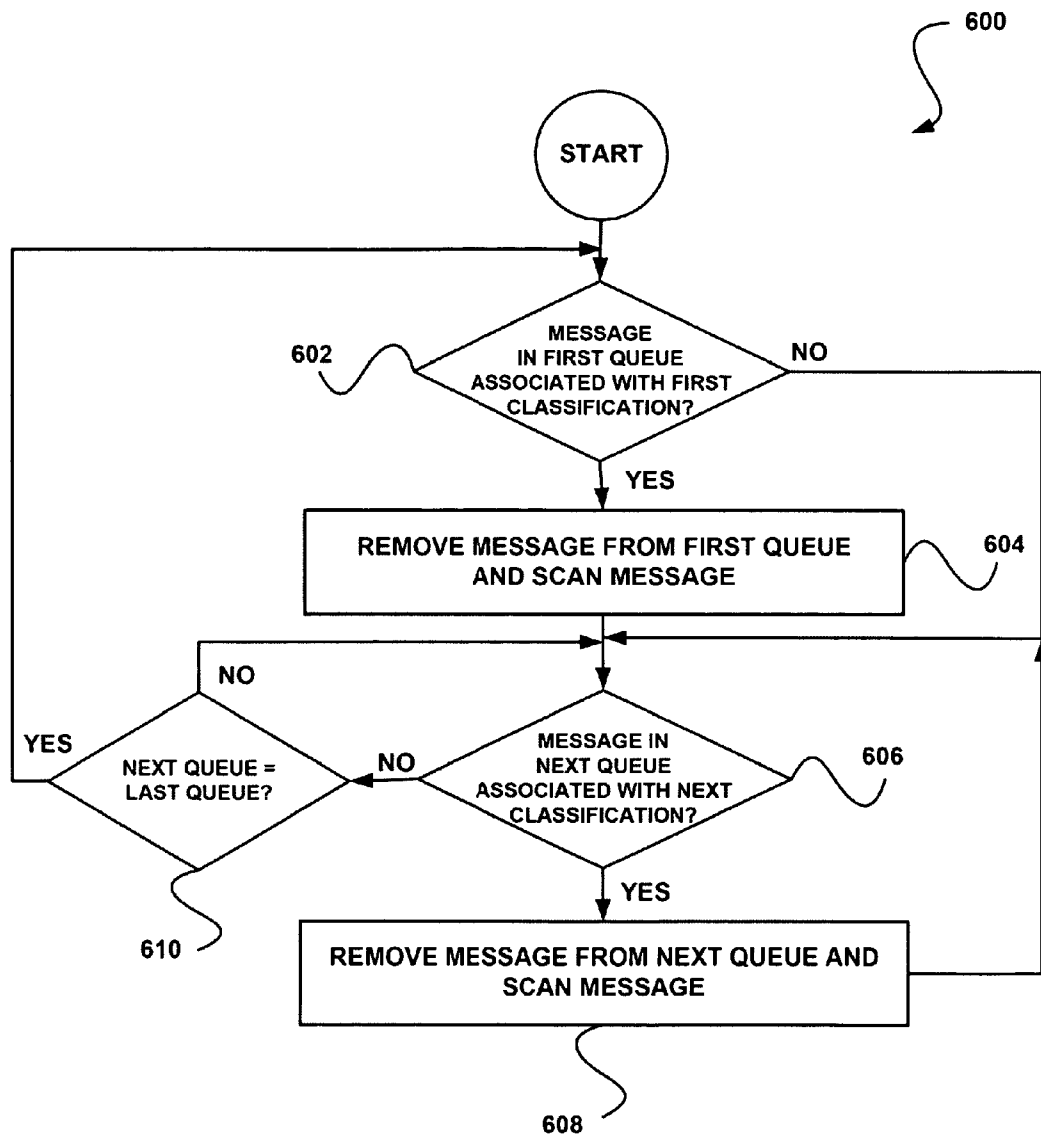 600
START
MESSAGE
IN FIRST QUEUE
ASSOCIATED WITH FIRST
CLASSIFICATION?
602
NO
YES
REMOVE MESSAGE FROM FIRST QUEUE
AND SCAN MESSAGE
604
NO
YES
NEXT QUEUE =
LAST QUEUE?
NO
MESSAGE IN
NEXT QUEUE
ASSOCIATED WITH NEXT
CLASSIFICATION?
606
YES
610
REMOVE MESSAGE FROM NEXT QUEUE AND
SCAN MESSAGE
608